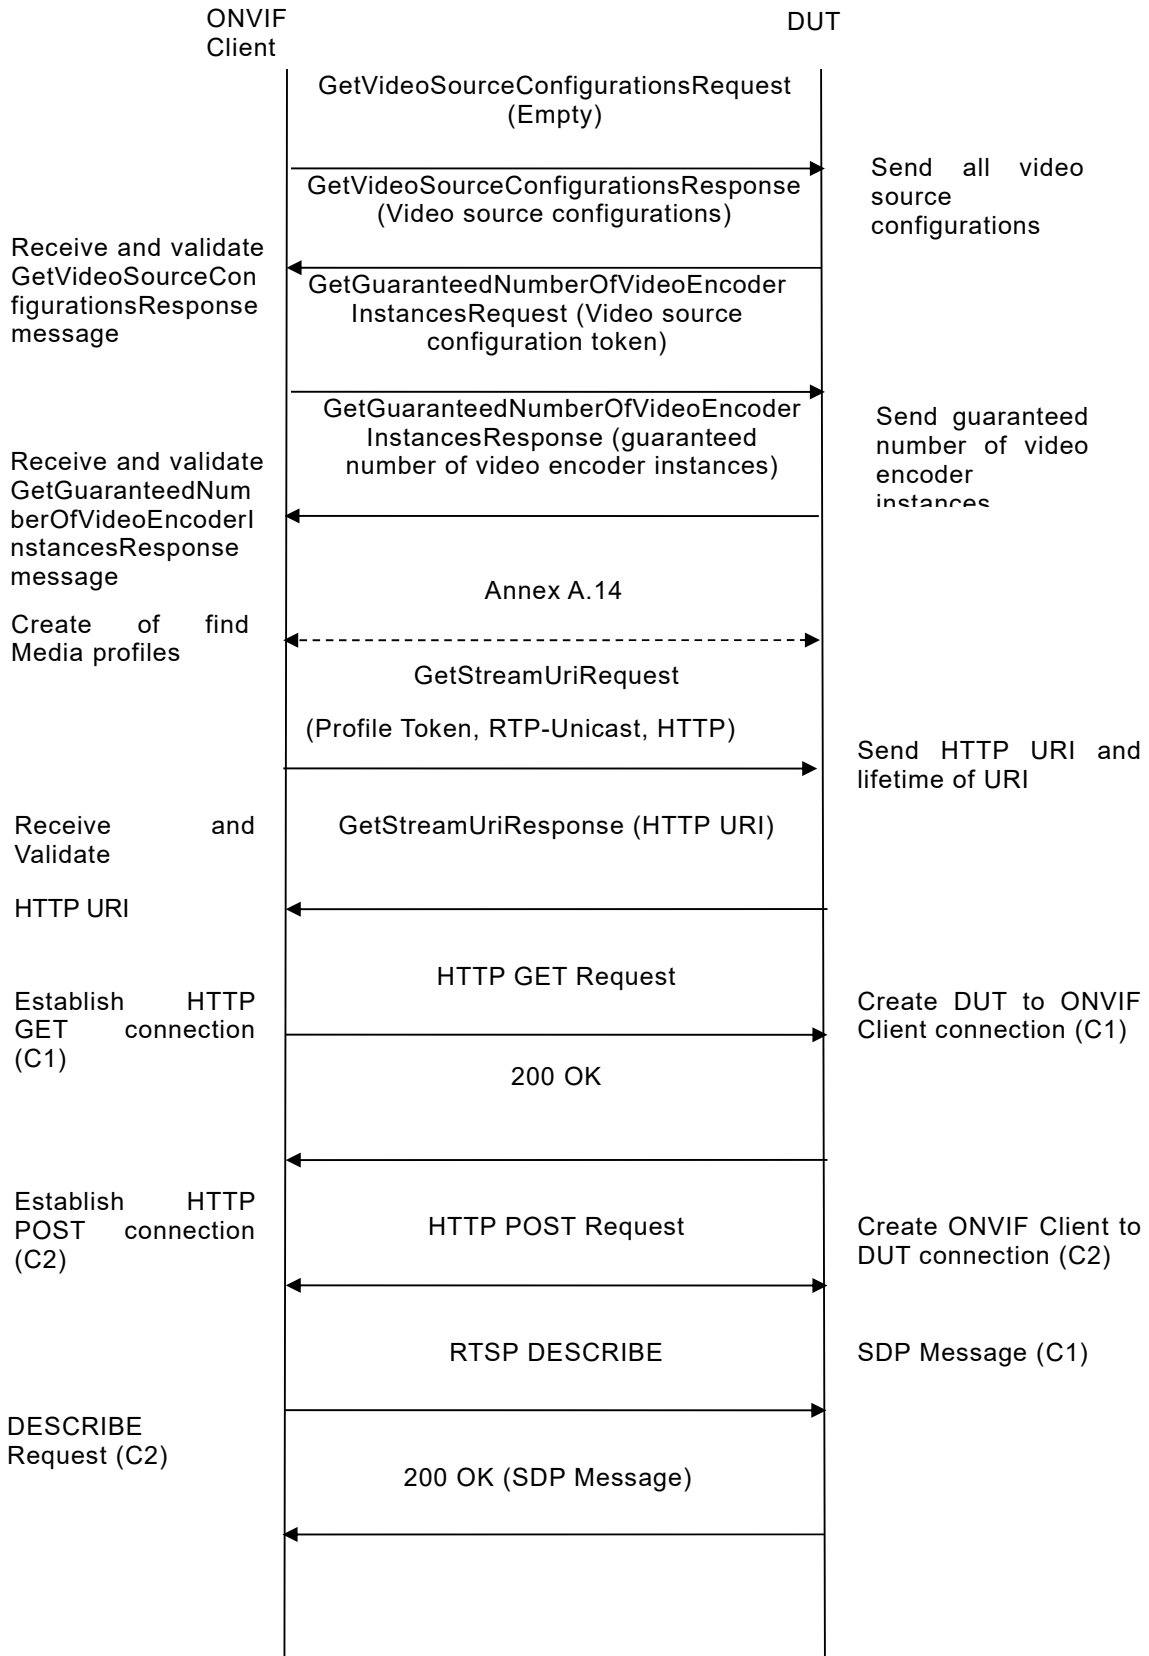 ONVIF
Client
DUT
GetVideoSourceConfigurationsRequest
(Empty)
Send all video
source
configurations
GetVideoSourceConfigurationsResponse
(Video source configurations)
Receive and validate
GetVideoSourceCon
figurationsResponse
message
GetGuaranteedNumberOfVideoEncoder
InstancesRequest (Video source
configuration token)
GetGuaranteedNumberOfVideoEncoder
InstancesResponse (guaranteed
number of video encoder instances)
Send guaranteed
number of video
encoder
instances
Receive and validate
GetGuaranteedNum
berOfVideoEncoderI
nstancesResponse
message
Annex A.14
Create of find
Media profiles
GetStreamUriRequest
(Profile Token, RTP-Unicast, HTTP)
Send HTTP URI and
lifetime of URI
Receive and
Validate
GetStreamUriResponse (HTTP URI)
HTTP URI
HTTP GET Request
Establish HTTP
GET connection
(C1)
Create DUT to ONVIF
Client connection (C1)
200 OK
Establish HTTP
POST connection
(C2)
HTTP POST Request
Create ONVIF Client to
DUT connection (C2)
RTSP DESCRIBE
SDP Message (C1)
DESCRIBE
Request (C2)
200 OK (SDP Message)